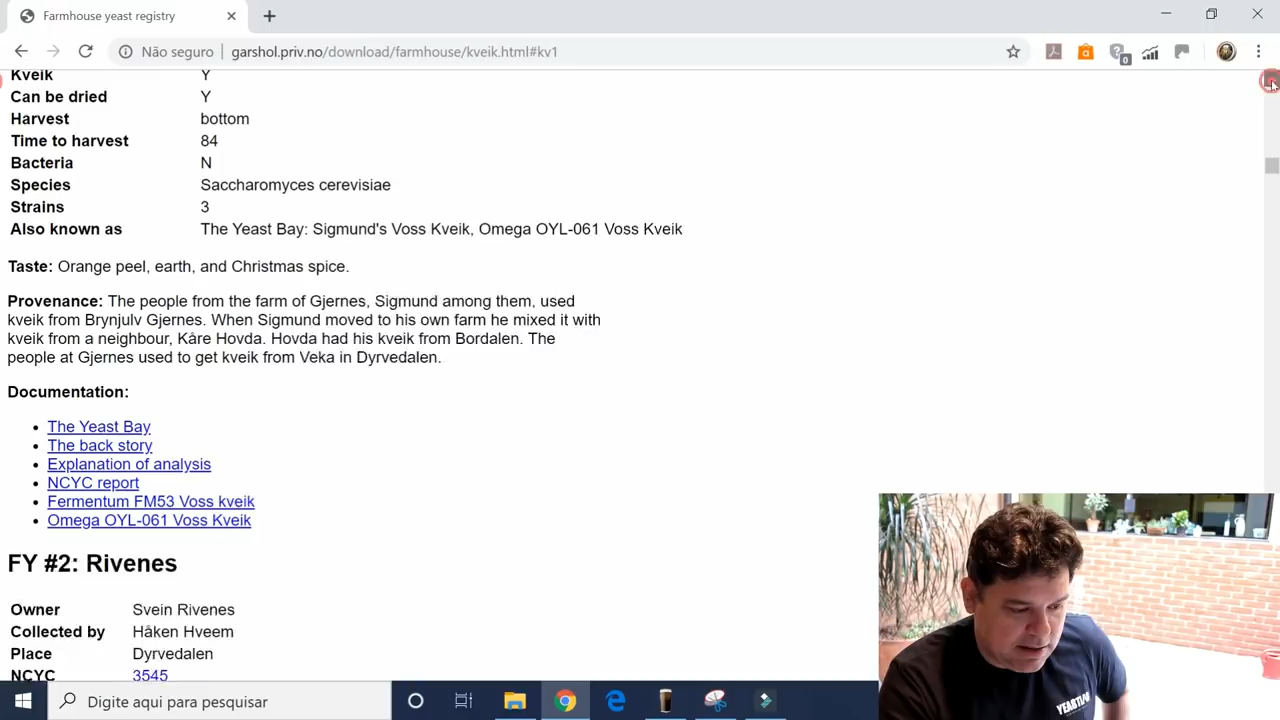 Farmhouse yeast registry
Não seguro
garshol.priv.no/download/farmhouse/kveik.html#kv1
0
Kveik Y
Can be dried Y
Harvest bottom
Time to harvest 84
Bacteria N
Species Saccharomyces cerevisiae
Strains 3
Also known as The Yeast Bay: Sigmund's Voss Kveik, Omega OYL-061 Voss Kveik
Taste: Orange peel, earth, and Christmas spice.
Provenance: The people from the farm of Gjernes, Sigmund among them, used
kveik from Brynjulv Gjernes. When Sigmund moved to his own farm he mixed it with
kveik from a neighbour, Kåre Hovda. Hovda had his kveik from Bordalen. The
people at Gjernes used to get kveik from Veka in Dyrvedalen.
Documentation:
• The Yeast Bay
• The back story
• Explanation of analysis
• NCYC report
• Fermentum FM53 Voss kveik
• Omega OYL-061 Voss Kveik
FY #2: Rivenes
Owner Svein Rivenes
Collected by Håken Hveem
Place Dyrvedalen
NCYC 3545
Digite aqui para pesquisar